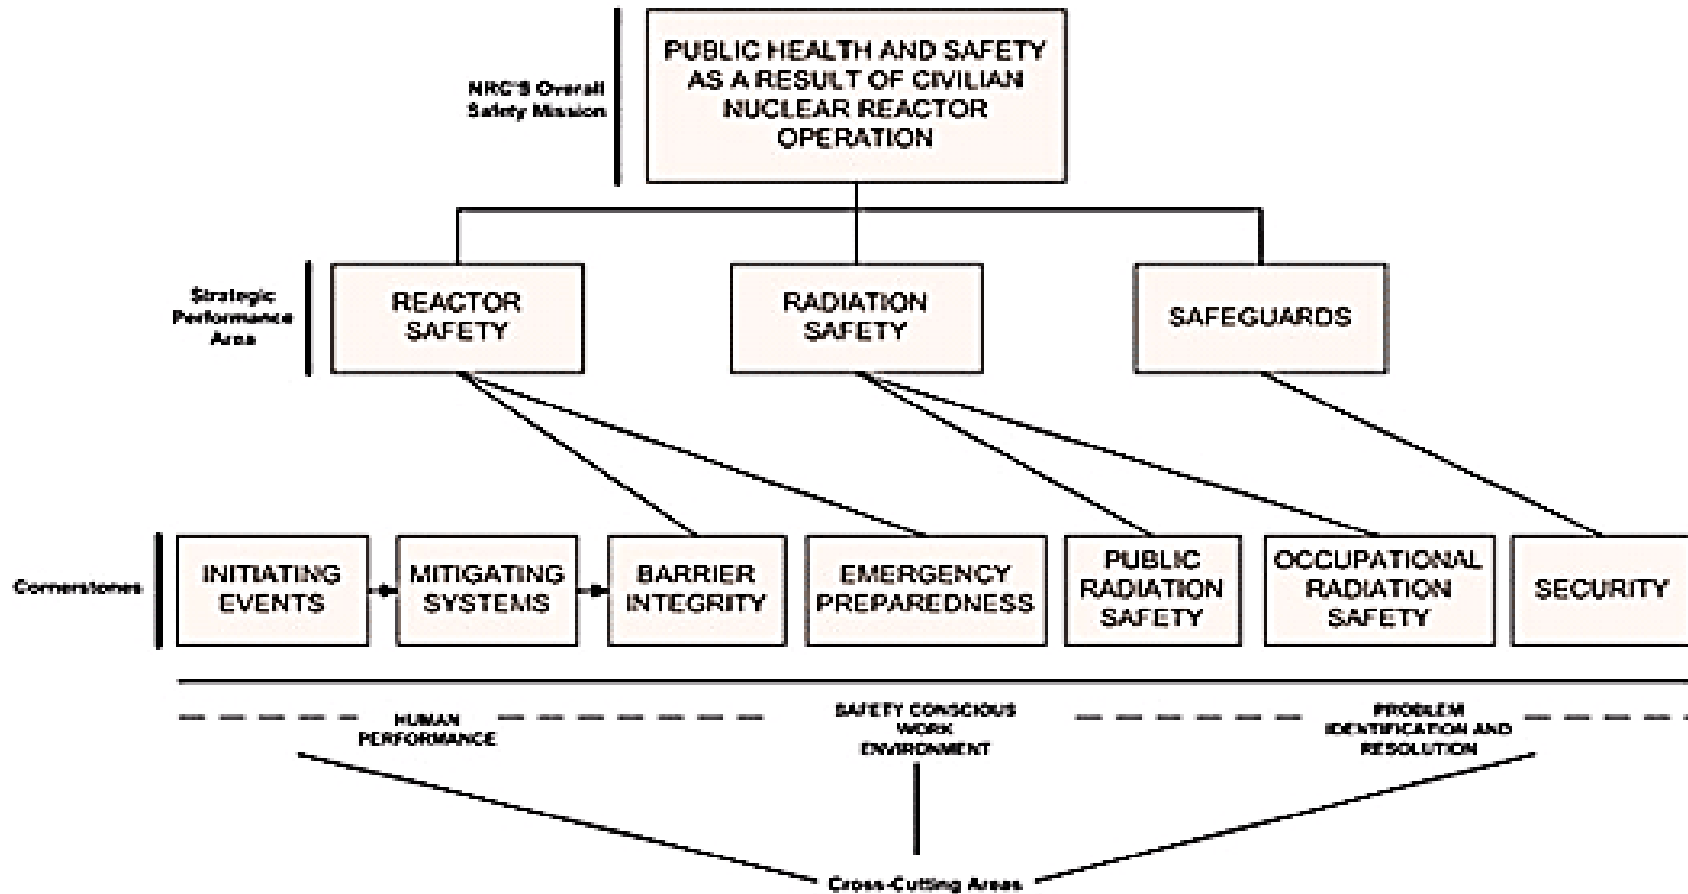 NRC'S Overall
Safety Mission
PUBLIC HEALTH AND SAFETY
AS A RESULT OF CIVILIAN
NUCLEAR REACTOR
OPERATION
Strategic
Performance
Area
REACTOR
SAFETY
RADIATION
SAFETY
SAFEGUARDS
Cornerstones
INITIATING
EVENTS
MITIGATING
SYSTEMS
BARRIER
INTEGRITY
EMERGENCY
PREPAREDNESS
PUBLIC
RADIATION
SAFETY
OCCUPATIONAL
RADIATION
SAFETY
SECURITY
HUMAN
PERFORMANCE
SAFETY CONSCIOUS
WORK
ENVIRONMENT
PROBLEM
IDENTIFICATION AND
RESOLUTION
Cross-Cutting Areas